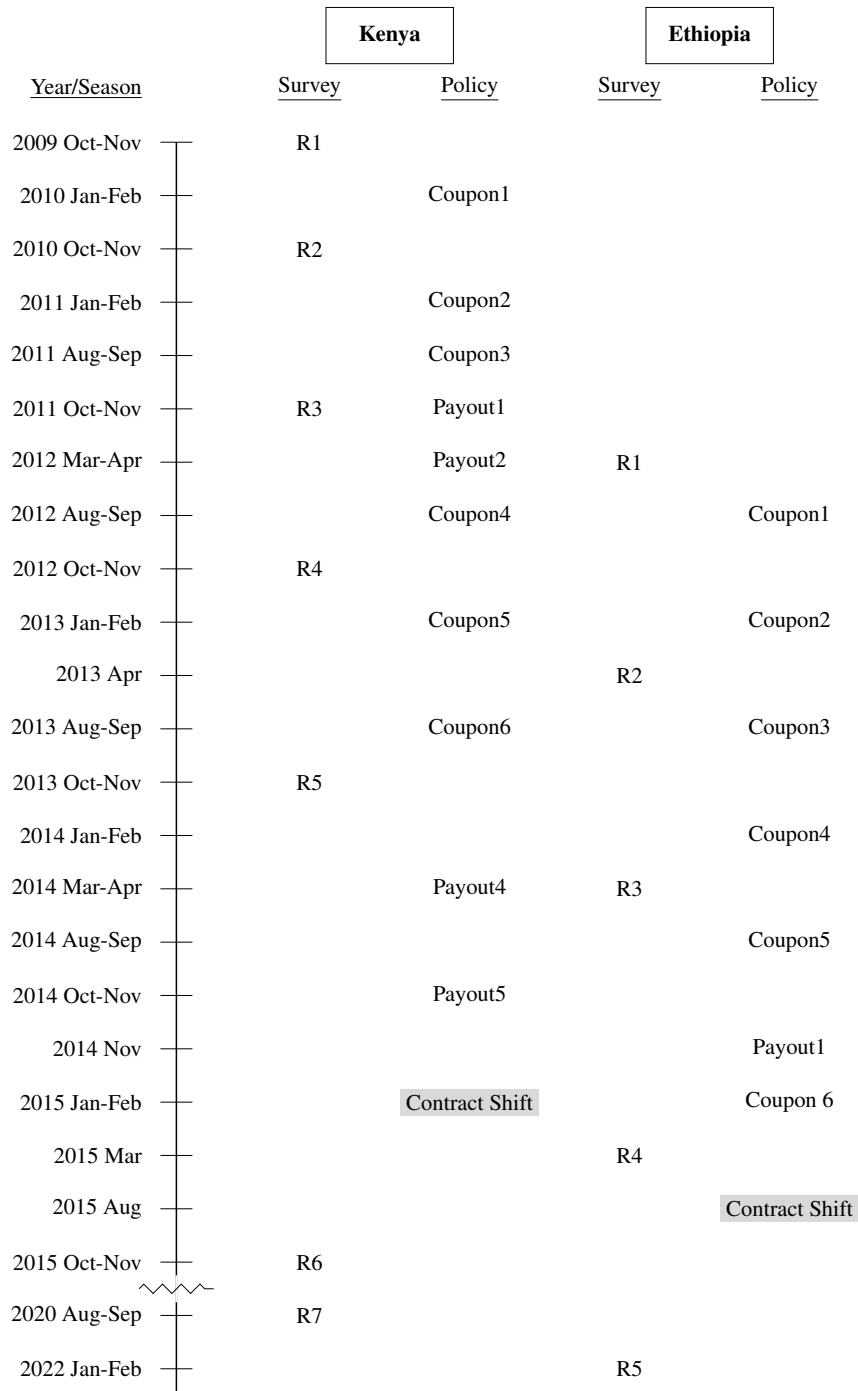 Kenya Ethiopia
Year/Season Survey Policy Survey Policy
2009 Oct-Nov R1
2010 Jan-Feb Coupon1
2010 Oct-Nov R2
2011 Jan-Feb Coupon2
2011 Aug-Sep Coupon3
2011 Oct-Nov R3 Payout1
2012 Mar-Apr Payout2 R1
2012 Aug-Sep Coupon4 Coupon1
2012 Oct-Nov R4
2013 Jan-Feb Coupon5 Coupon2
2013 Apr R2
2013 Aug-Sep Coupon6 Coupon3
2013 Oct-Nov R5
2014 Jan-Feb Coupon4
2014 Mar-Apr Payout4 R3
2014 Aug-Sep Coupon5
2014 Oct-Nov Payout5
2014 Nov Payout1
2015 Jan-Feb Contract Shift Coupon 6
2015 Mar R4
2015 Aug Contract Shift
2015 Oct-Nov R6
2020 Aug-Sep R7
2022 Jan-Feb R5